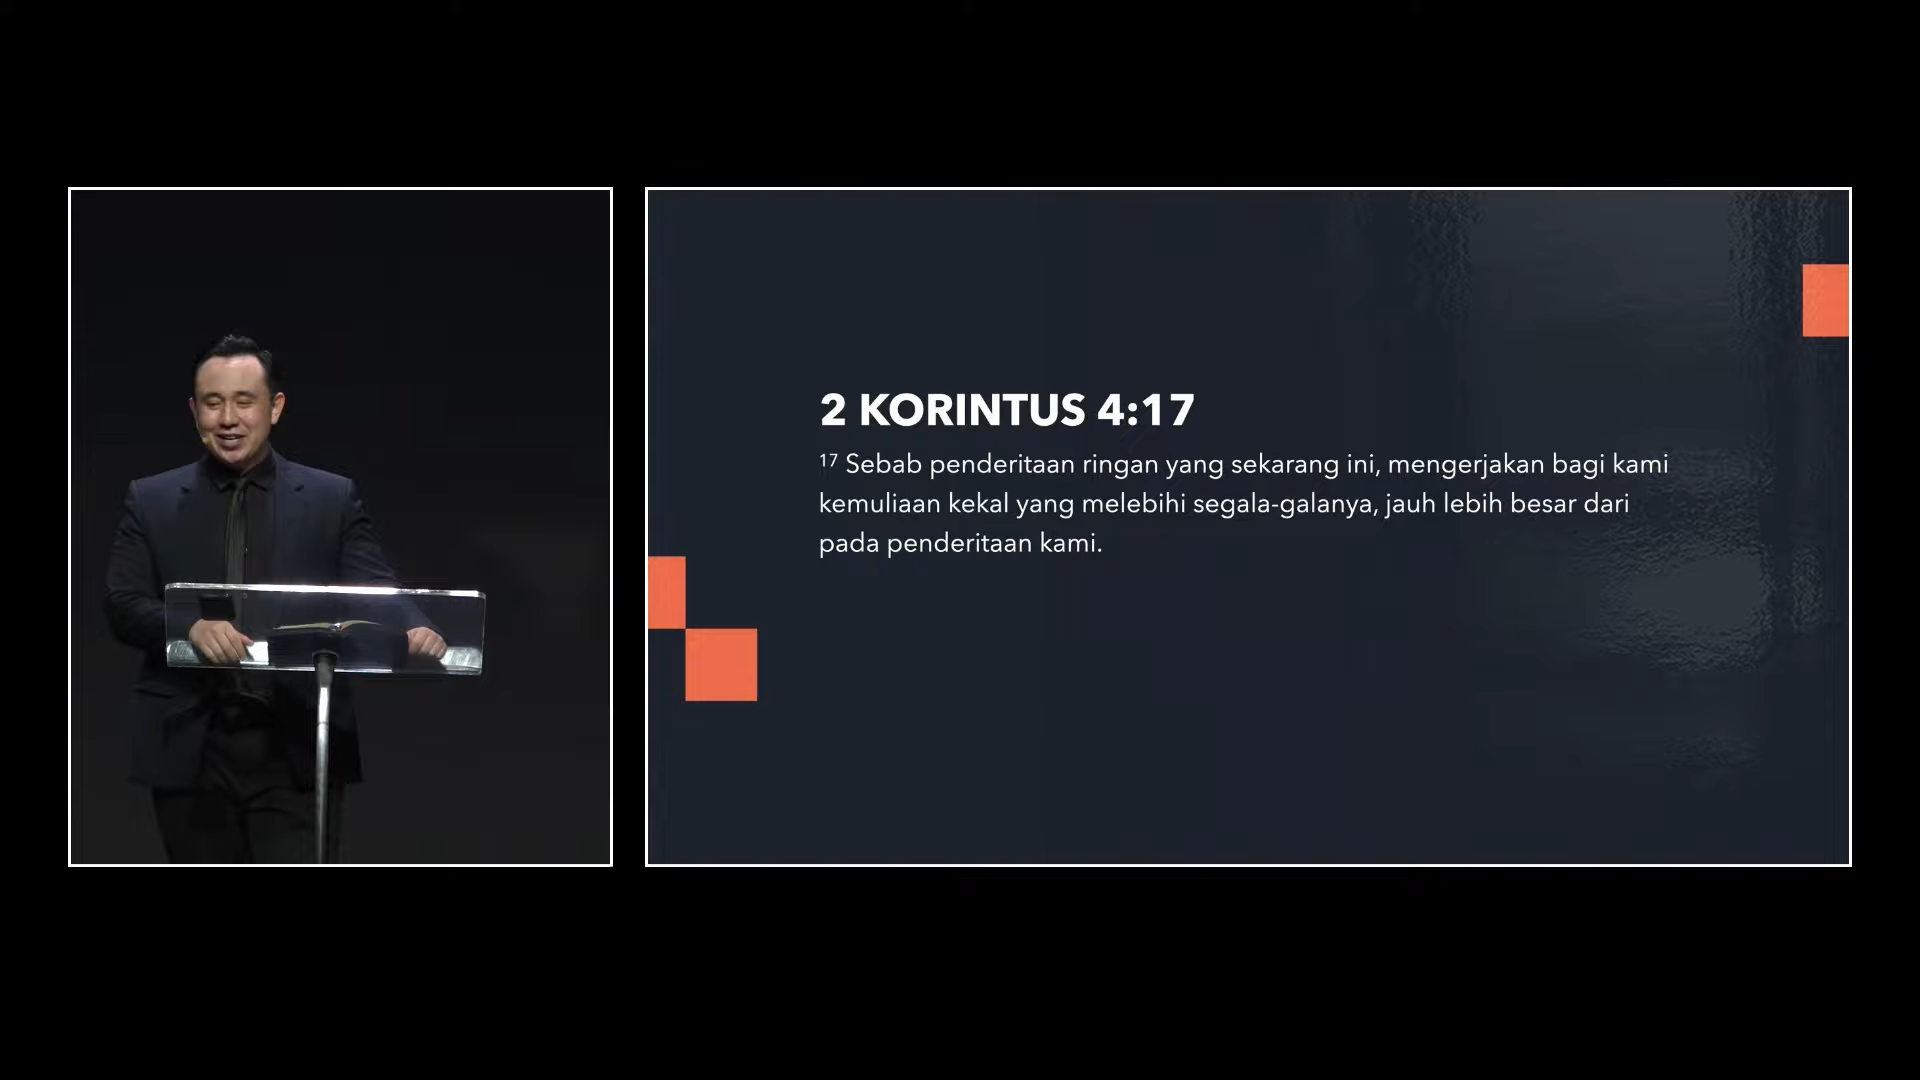 2 KORINTUS 4:17
17 Sebab penderitaan ringan yang sekarang ini, mengerjakan bagi kami
kemuliaan kekal yang melebihi segala-galanya, jauh lebih besar dari
pada penderitaan kami.